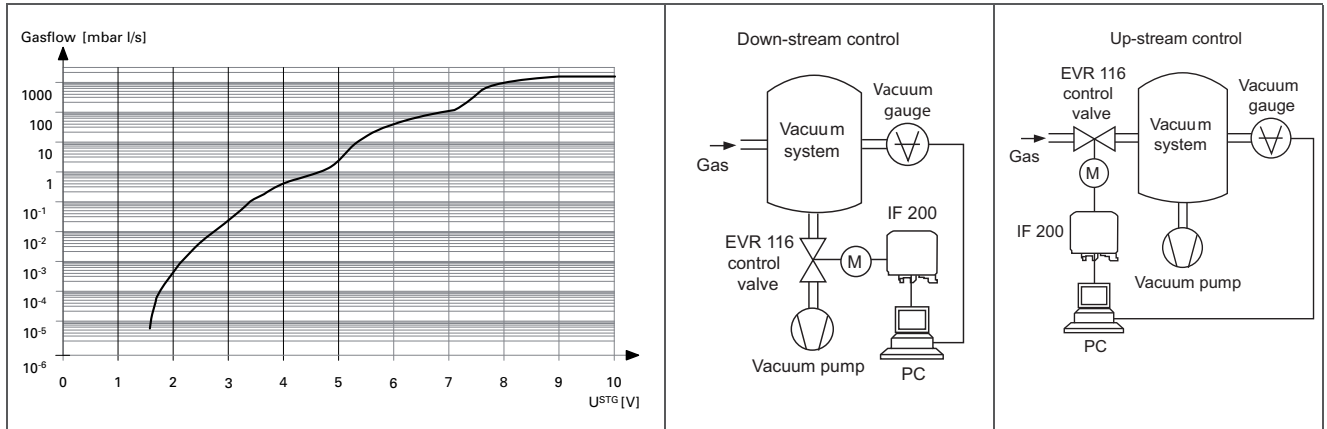 Gasflow [mbar l/s]
1000
100
10
1
10⁻¹
10⁻²
10⁻³
10⁻⁴
10⁻⁵
10⁻⁶
0 1 2 3 4 5 6 7 8 9 10
Uˢᵀᴳ [V]
Down-stream control
Vacuum
gauge
Vacuum
system
Gas
IF 200
EVR 116
control
valve
M
Vacuum pump
PC
Up-stream control
EVR 116
control
valve
Vacuum
gauge
Vacuum
system
Gas
M
IF 200
Vacuum pump
PC